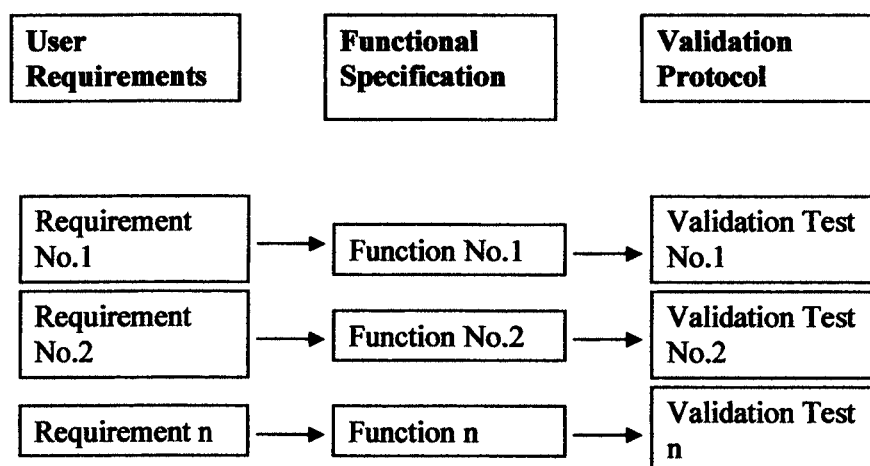 User
Requirements
Functional
Specification
Validation
Protocol
Requirement
No.1
Function No.1
Validation Test
No.1
Requirement
No.2
Function No.2
Validation Test
No.2
Requirement n
Function n
Validation Test
n